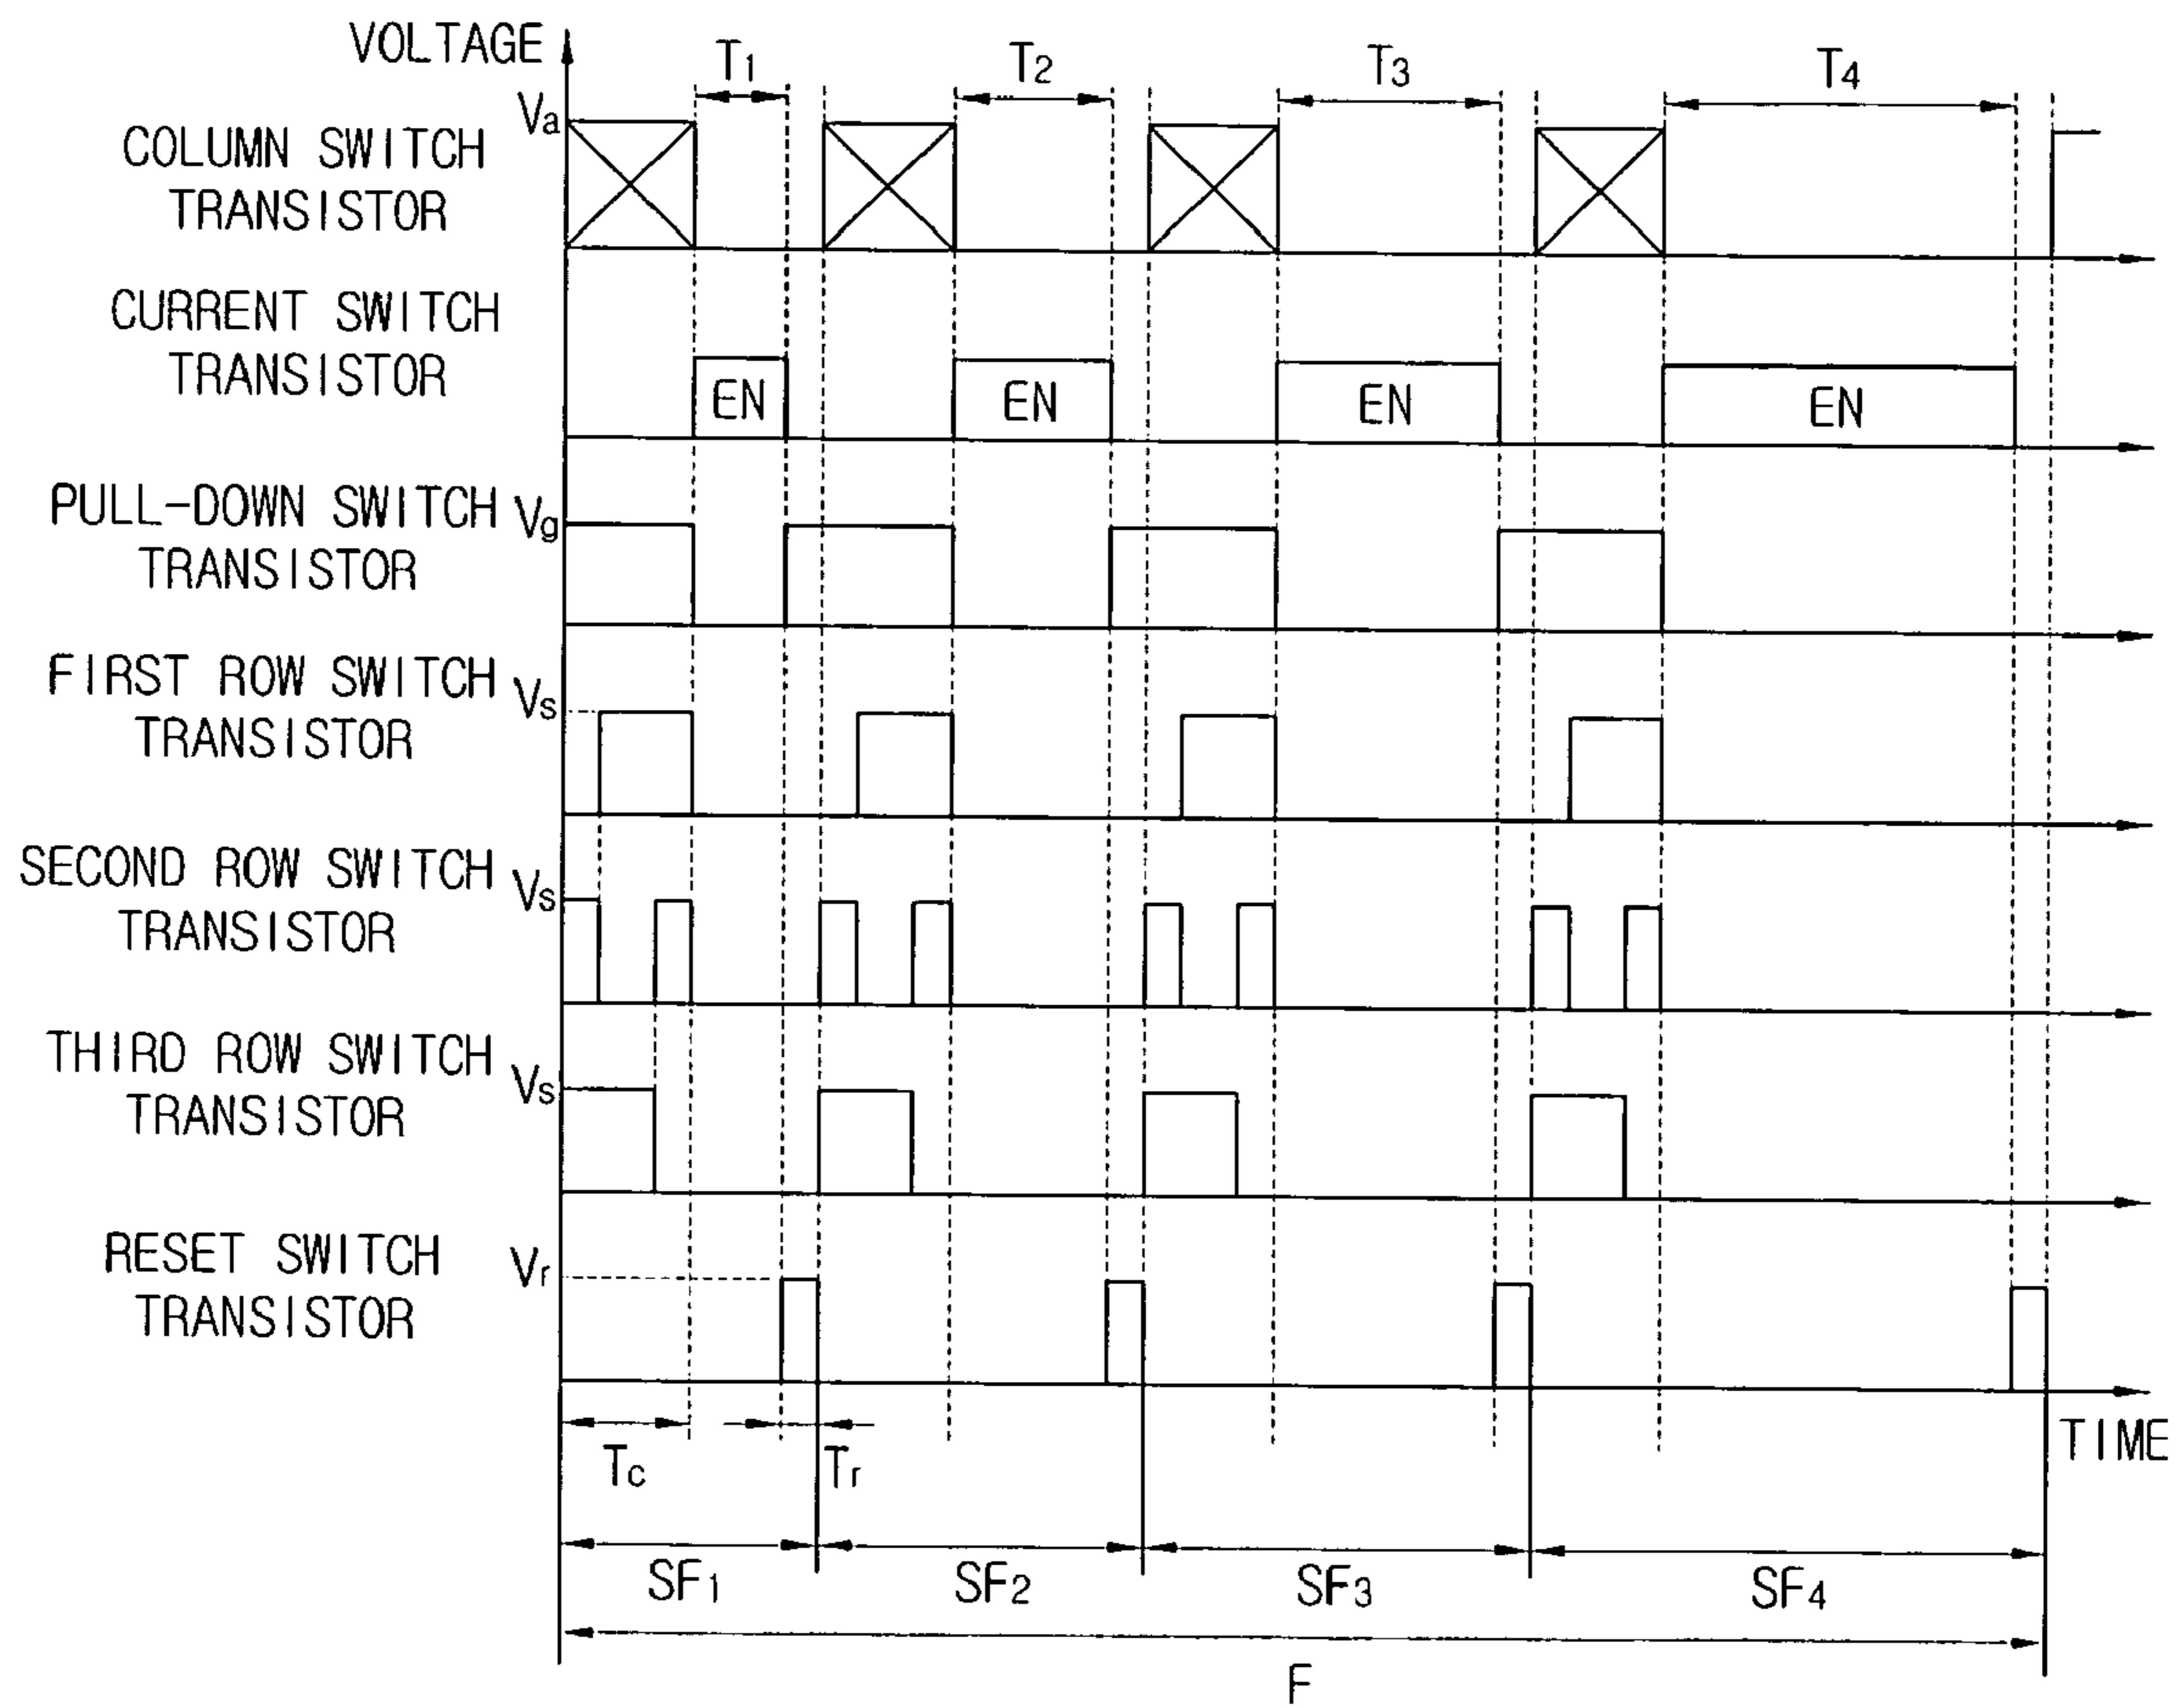 VOLTAGE
T1
T2
T3
T4
Va
COLUMN SWITCH
TRANSISTOR
CURRENT SWITCH
TRANSISTOR
EN
EN
EN
EN
PULL-DOWN SWITCH
TRANSISTOR
Vg
FIRST ROW SWITCH
TRANSISTOR
Vs
SECOND ROW SWITCH
TRANSISTOR
Vs
THIRD ROW SWITCH
TRANSISTOR
Vs
RESET SWITCH
TRANSISTOR
Vr
TIME
Tc
Tr
SF1
SF2
SF3
SF4
F